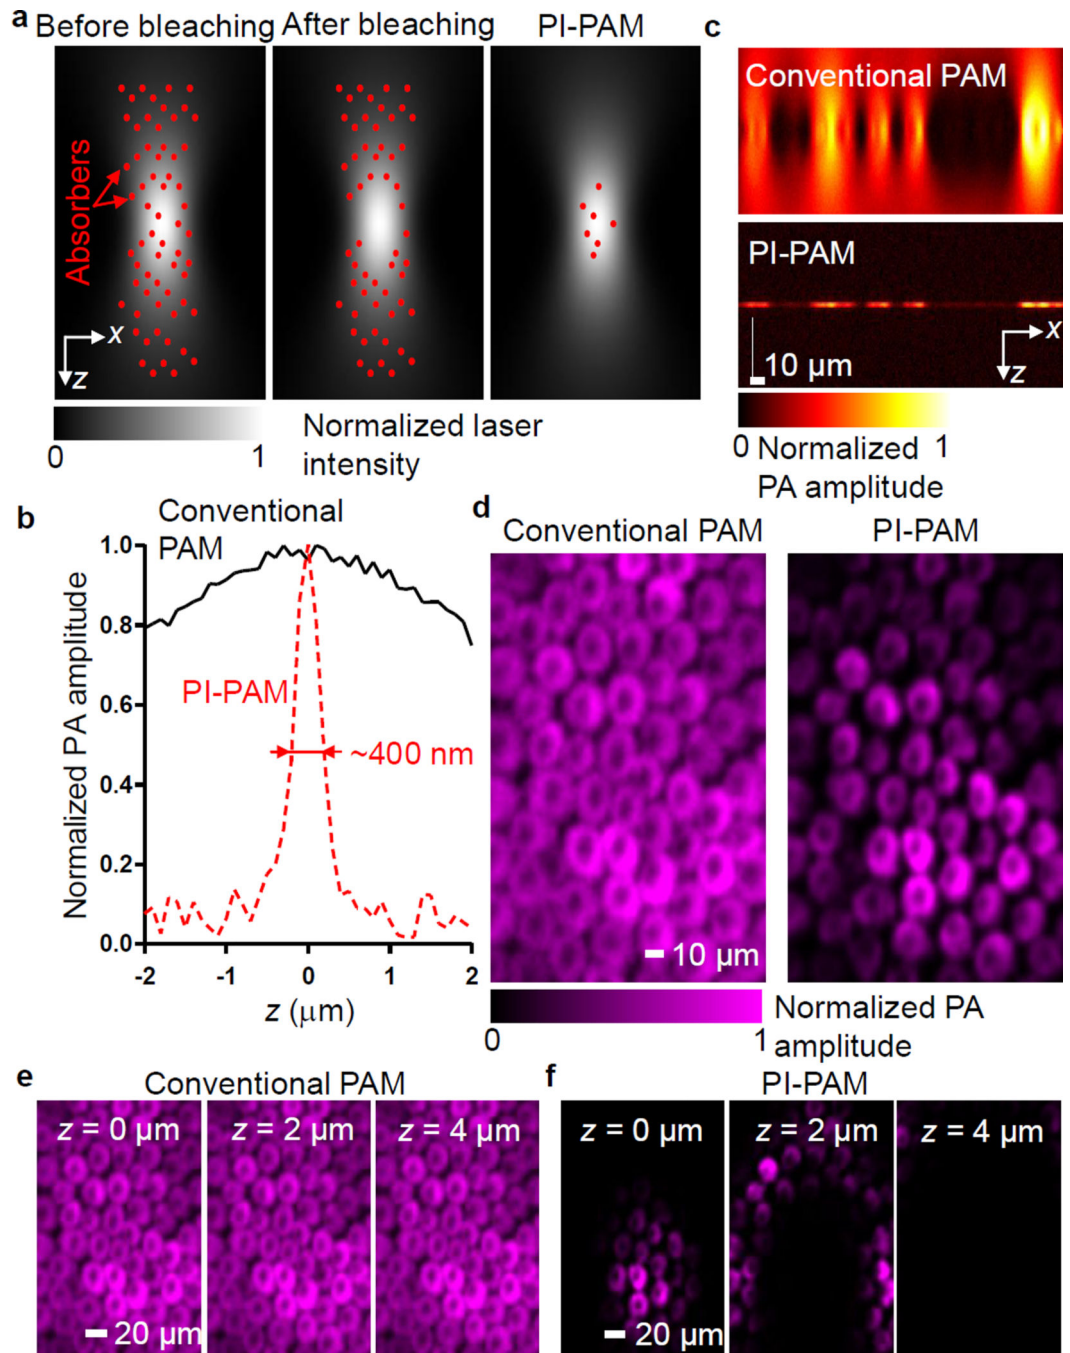 a
Before bleaching
After bleaching
PI-PAM
Absorbers
x
z
0
1
Normalized laser
intensity
c
Conventional PAM
PI-PAM
x
z
10 μm
0
1
Normalized
PA amplitude
b
Conventional
PAM
Normalized PA amplitude
1.0
0.8
0.6
0.4
0.2
0.0
PI-PAM
~400 nm
-2
-1
0
1
2
z (μm)
d
Conventional PAM
PI-PAM
10 μm
0
1
Normalized PA
amplitude
e
Conventional PAM
z = 0 μm
z = 2 μm
z = 4 μm
20 μm
f
PI-PAM
z = 0 μm
z = 2 μm
z = 4 μm
20 μm